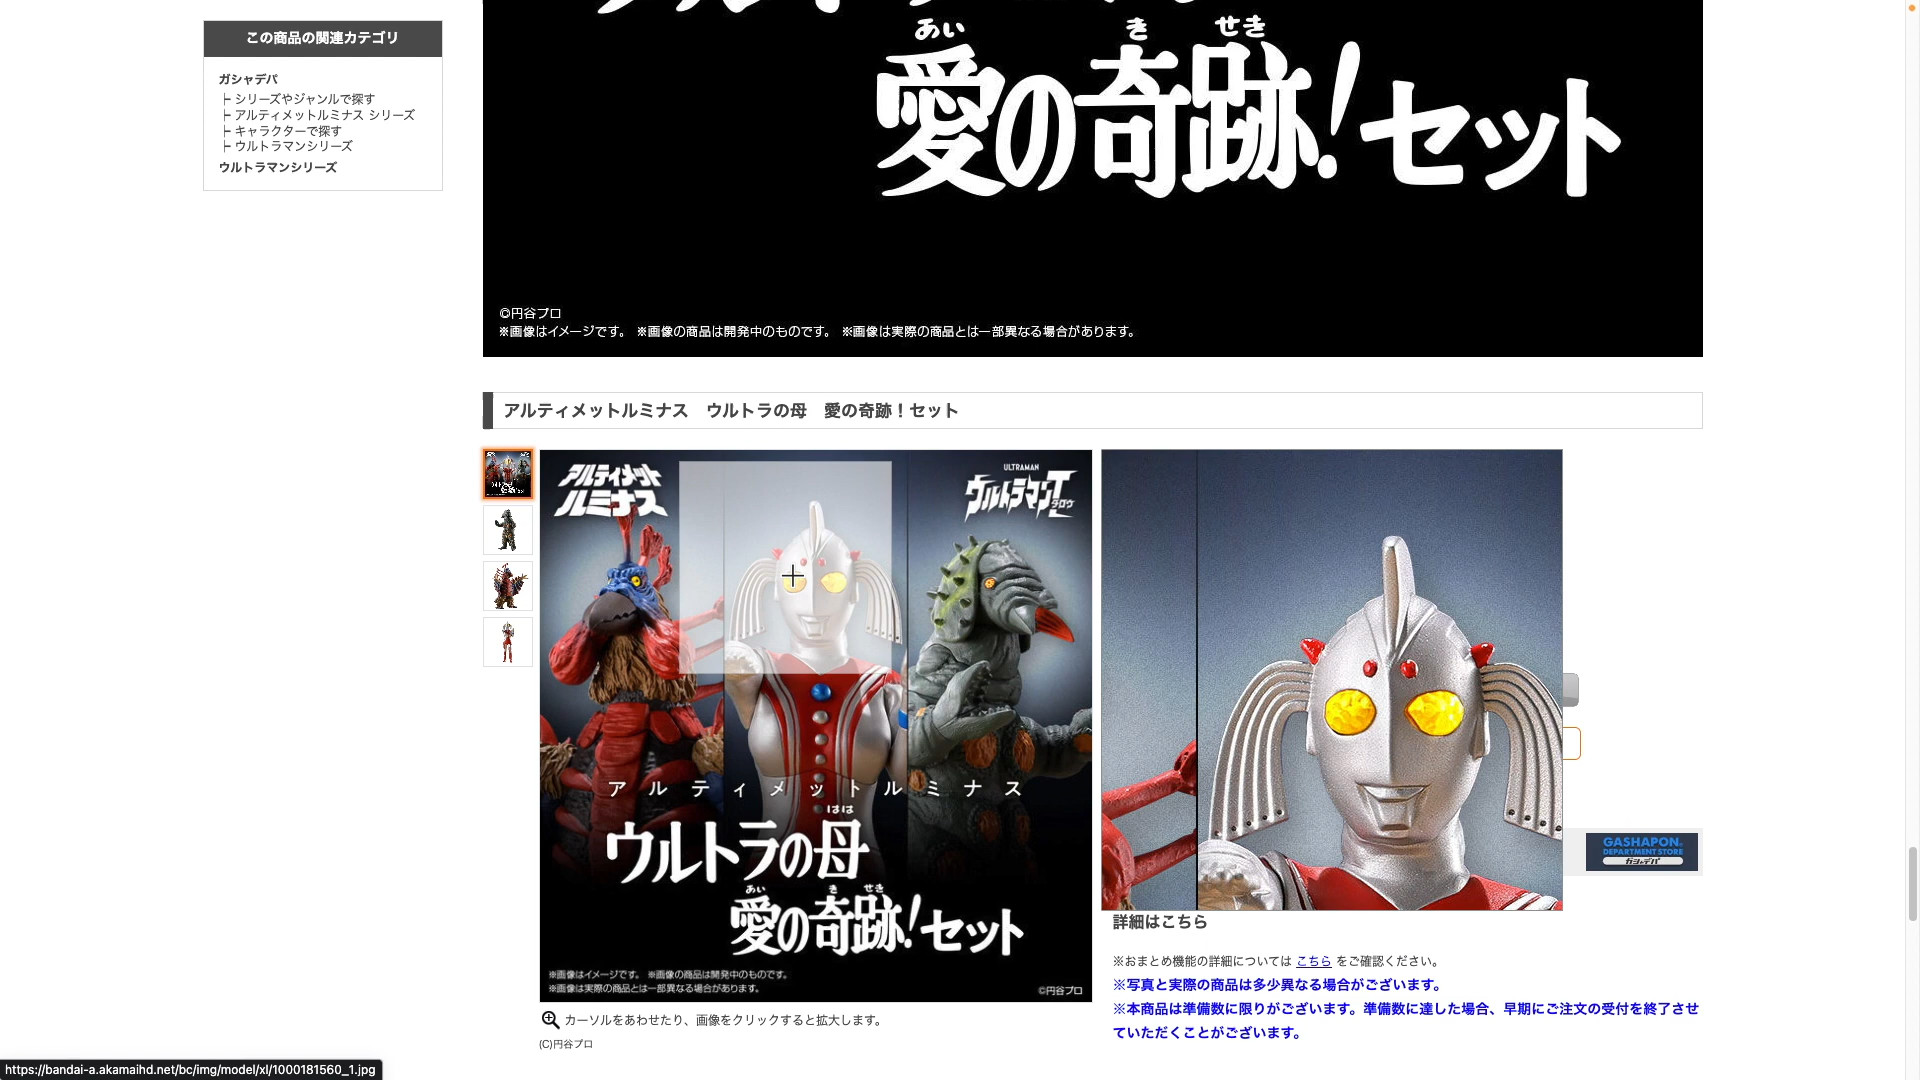 この商品の関連カテゴリ
ガシャデパ
├ シリーズやジャンルで探す
├ アルティメットルミナス シリーズ
├ キャラクターで探す
├ ウルトラマンシリーズ
ウルトラマンシリーズ
あい き せき
愛の奇跡!セット
©円谷プロ
※画像はイメージです。 ※画像の商品は開発中のものです。 ※画像は実際の商品とは一部異なる場合があります。
アルティメットルミナス ウルトラの母 愛の奇跡！セット
アルティメット
ルミナス
ULTRAMAN
ウルトラマンT
タロウ
アルティメットルミナス
はは
ウルトラの母
あい き せき
愛の奇跡!セット
※画像はイメージです。 ※画像の商品は開発中のものです。
※画像は実際の商品とは一部異なる場合があります。
©円谷プロ
カーソルをあわせたり、画像をクリックすると拡大します。
(C)円谷プロ
GASHAPON
DEPARTMENT STORE
ガシャデパ
詳細はこちら
※おまとめ機能の詳細については こちら をご確認ください。
※写真と実際の商品は多少異なる場合がございます。
※本商品は準備数に限りがございます。準備数に達した場合、早期にご注文の受付を終了させ
ていただくことがございます。
https://bandai-a.akamaihd.net/bc/img/model/xl/1000181560_1.jpg